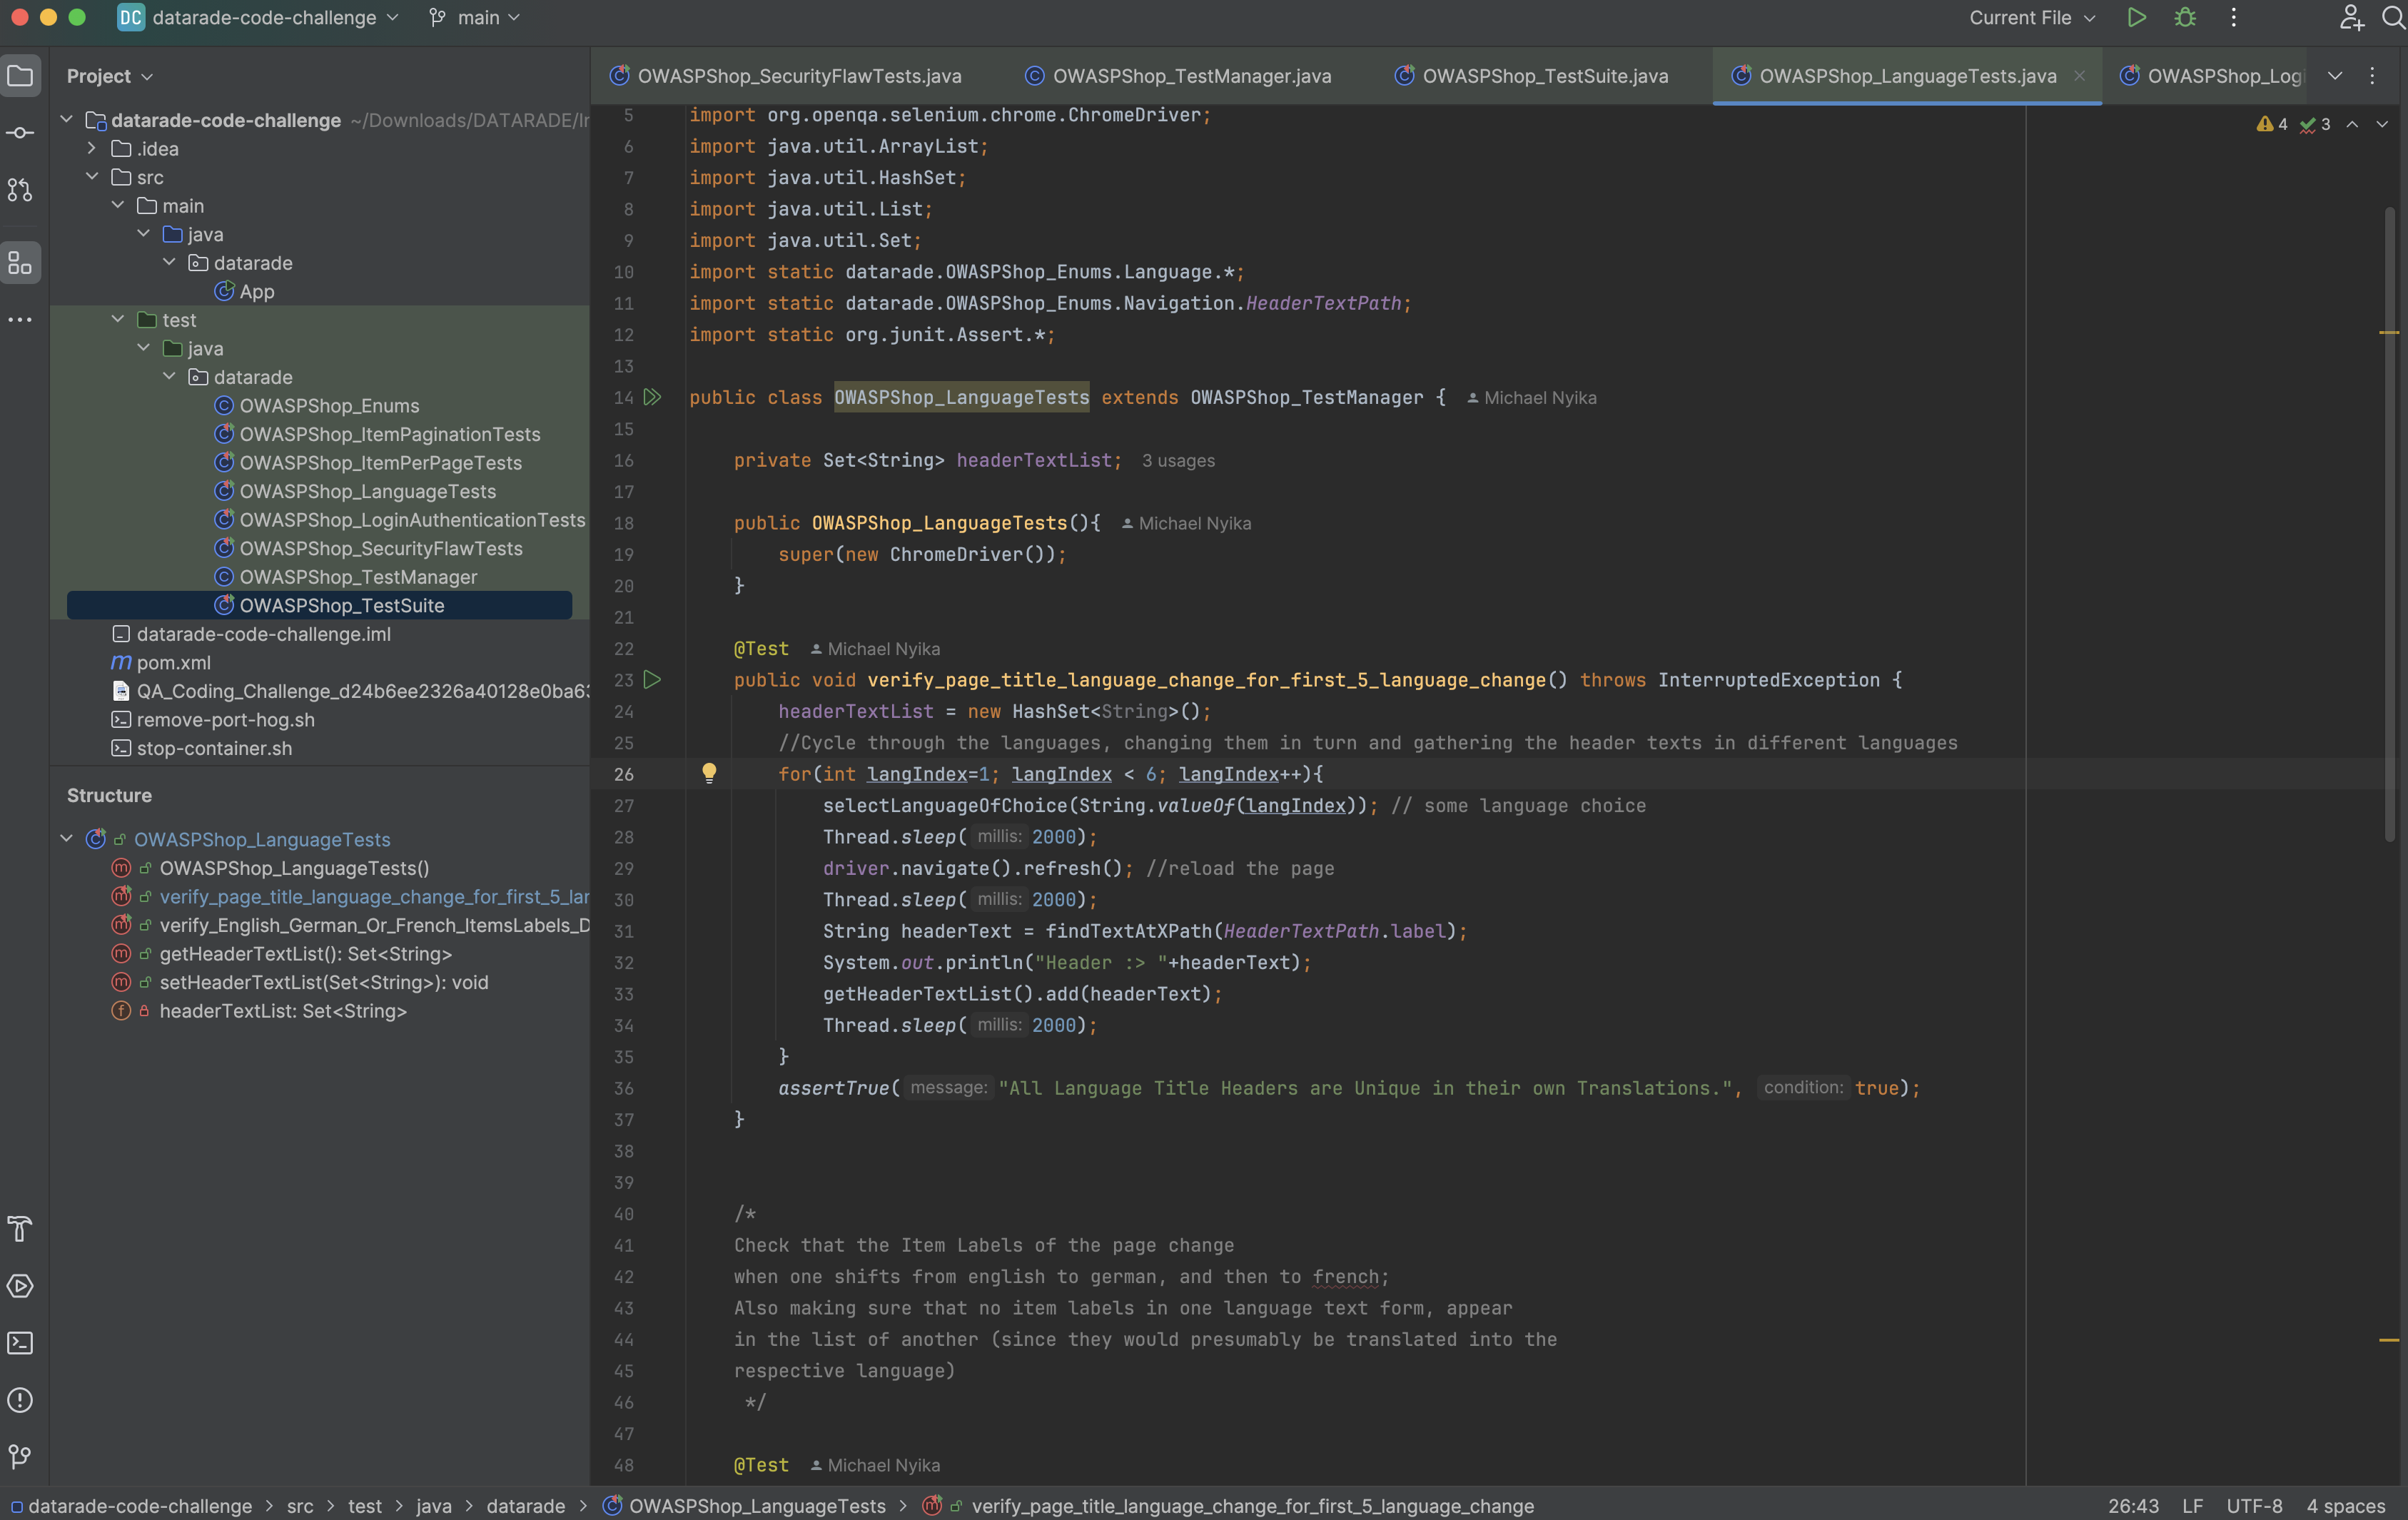 DC datarade-code-challenge main Current File
Project
datarade-code-challenge ~/Downloads/DATARADE/Ir
.idea
src
main
java
datarade
App
test
java
datarade
OWASPShop_Enums
OWASPShop_ItemPaginationTests
OWASPShop_ItemPerPageTests
OWASPShop_LanguageTests
OWASPShop_LoginAuthenticationTests
OWASPShop_SecurityFlawTests
OWASPShop_TestManager
OWASPShop_TestSuite
datarade-code-challenge.iml
pom.xml
QA_Coding_Challenge_d24b6ee2326a40128e0ba63
remove-port-hog.sh
stop-container.sh
Structure
OWASPShop_LanguageTests
OWASPShop_LanguageTests()
verify_page_title_language_change_for_first_5_lar
verify_English_German_Or_French_ItemsLabels_D
getHeaderTextList(): Set<String>
setHeaderTextList(Set<String>): void
headerTextList: Set<String>
OWASPShop_SecurityFlawTests.java OWASPShop_TestManager.java OWASPShop_TestSuite.java OWASPShop_LanguageTests.java OWASPShop_Logi
4 3
5 import org.openqa.selenium.chrome.ChromeDriver;
6 import java.util.ArrayList;
7 import java.util.HashSet;
8 import java.util.List;
9 import java.util.Set;
10 import static datarade.OWASPShop_Enums.Language.*;
11 import static datarade.OWASPShop_Enums.Navigation.HeaderTextPath;
12 import static org.junit.Assert.*;
13
14 public class OWASPShop_LanguageTests extends OWASPShop_TestManager { Michael Nyika
15
16 private Set<String> headerTextList; 3 usages
17
18 public OWASPShop_LanguageTests(){ Michael Nyika
19 super(new ChromeDriver());
20 }
21
22 @Test Michael Nyika
23 public void verify_page_title_language_change_for_first_5_language_change() throws InterruptedException {
24 headerTextList = new HashSet<String>();
25 //Cycle through the languages, changing them in turn and gathering the header texts in different languages
26 for(int langIndex=1; langIndex < 6; langIndex++){
27 selectLanguageOfChoice(String.valueOf(langIndex)); // some language choice
28 Thread.sleep( millis: 2000);
29 driver.navigate().refresh(); //reload the page
30 Thread.sleep( millis: 2000);
31 String headerText = findTextAtXPath(HeaderTextPath.label);
32 System.out.println("Header :> "+headerText);
33 getHeaderTextList().add(headerText);
34 Thread.sleep( millis: 2000);
35 }
36 assertTrue( message: "All Language Title Headers are Unique in their own Translations.", condition: true);
37 }
38
39
40 /*
41 Check that the Item Labels of the page change
42 when one shifts from english to german, and then to french;
43 Also making sure that no item labels in one language text form, appear
44 in the list of another (since they would presumably be translated into the
45 respective language)
46 */
47
48 @Test Michael Nyika
datarade-code-challenge > src > test > java > datarade > OWASPShop_LanguageTests > verify_page_title_language_change_for_first_5_language_change 26:43 LF UTF-8 4 spaces